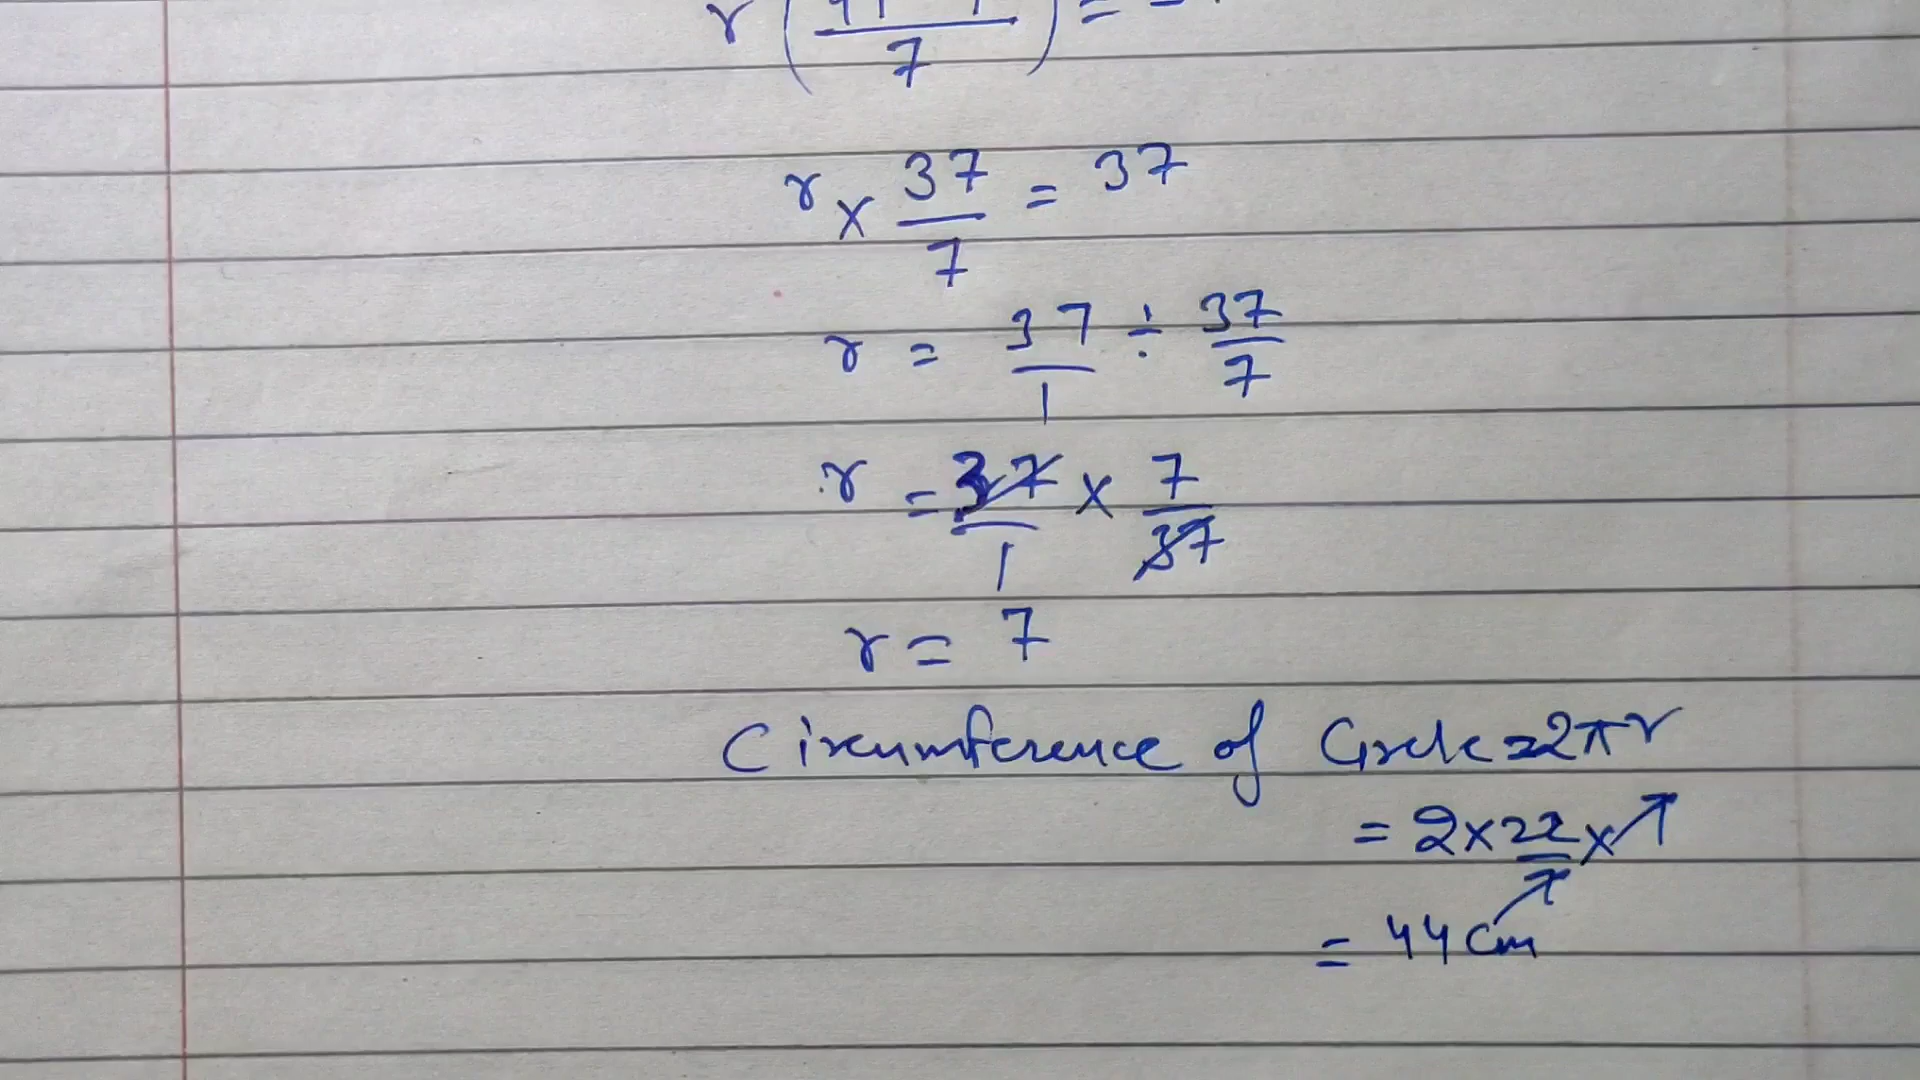 r × 37/7 = 37
r = 37/1 ÷ 37/7
r = 37/1 × 7/37
r = 7
Circumference of Circle = 2πr
= 2 × 22/7 × 7
= 44 cm